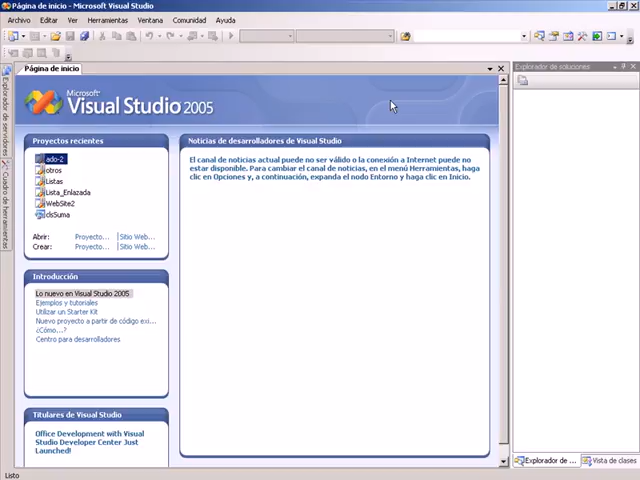 Página de inicio - Microsoft Visual Studio
Archivo Editar Ver Herramientas Ventana Comunidad Ayuda
Página de inicio
Explorador de soluciones
Explorador de servidores
Cuadro de herramientas
Microsoft
Visual Studio 2005
Proyectos recientes
ado-2
otros
Listas
Lista_Enlazada
WebSite2
clsSuma
Abrir: Proyecto... Sitio Web...
Crear: Proyecto... Sitio Web...
Introducción
Lo nuevo en Visual Studio 2005
Ejemplos y tutoriales
Utilizar un Starter Kit
Nuevo proyecto a partir de código exi...
¿Cómo...?
Centro para desarrolladores
Titulares de Visual Studio
Office Development with Visual
Studio Developer Center Just
Launched!
Noticias de desarrolladores de Visual Studio
El canal de noticias actual puede no ser válido o la conexión a Internet puede no
estar disponible. Para cambiar el canal de noticias, en el menú Herramientas, haga
clic en Opciones y, a continuación, expanda el nodo Entorno y haga clic en Inicio.
Explorador de ... Vista de clases
Listo